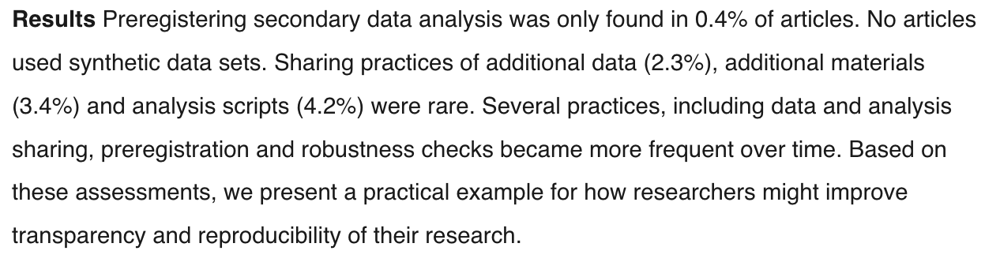 Results Preregistering secondary data analysis was only found in 0.4% of articles. No articles
used synthetic data sets. Sharing practices of additional data (2.3%), additional materials
(3.4%) and analysis scripts (4.2%) were rare. Several practices, including data and analysis
sharing, preregistration and robustness checks became more frequent over time. Based on
these assessments, we present a practical example for how researchers might improve
transparency and reproducibility of their research.